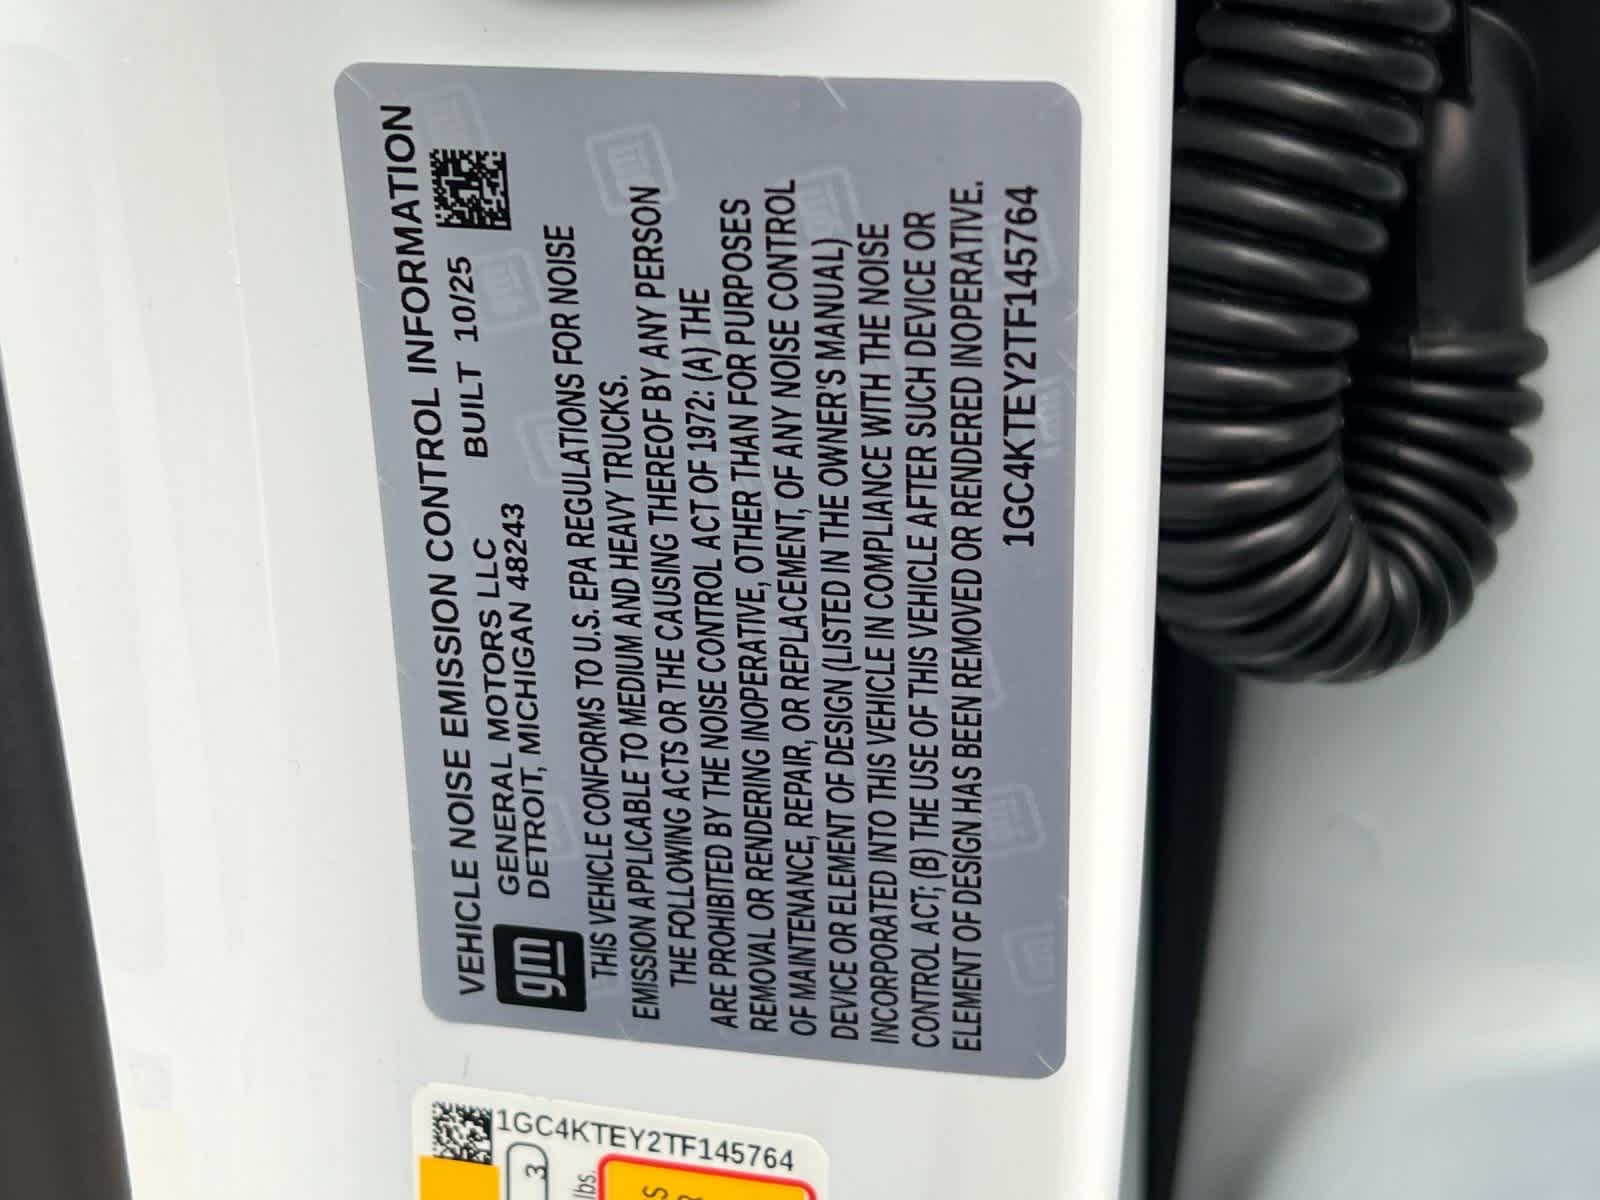 VEHICLE NOISE EMISSION CONTROL INFORMATION
gm
GENERAL MOTORS LLC BUILT 10/25
DETROIT, MICHIGAN 48243
THIS VEHICLE CONFORMS TO U.S. EPA REGULATIONS FOR NOISE
EMISSION APPLICABLE TO MEDIUM AND HEAVY TRUCKS.
THE FOLLOWING ACTS OR THE CAUSING THEREOF BY ANY PERSON
ARE PROHIBITED BY THE NOISE CONTROL ACT OF 1972: (A) THE
REMOVAL OR RENDERING INOPERATIVE, OTHER THAN FOR PURPOSES
OF MAINTENANCE, REPAIR, OR REPLACEMENT, OF ANY NOISE CONTROL
DEVICE OR ELEMENT OF DESIGN (LISTED IN THE OWNER'S MANUAL)
INCORPORATED INTO THIS VEHICLE IN COMPLIANCE WITH THE NOISE
CONTROL ACT; (B) THE USE OF THIS VEHICLE AFTER SUCH DEVICE OR
ELEMENT OF DESIGN HAS BEEN REMOVED OR RENDERED INOPERATIVE.
1GC4KTEY2TF145764
1GC4KTEY2TF145764
3
lbs.